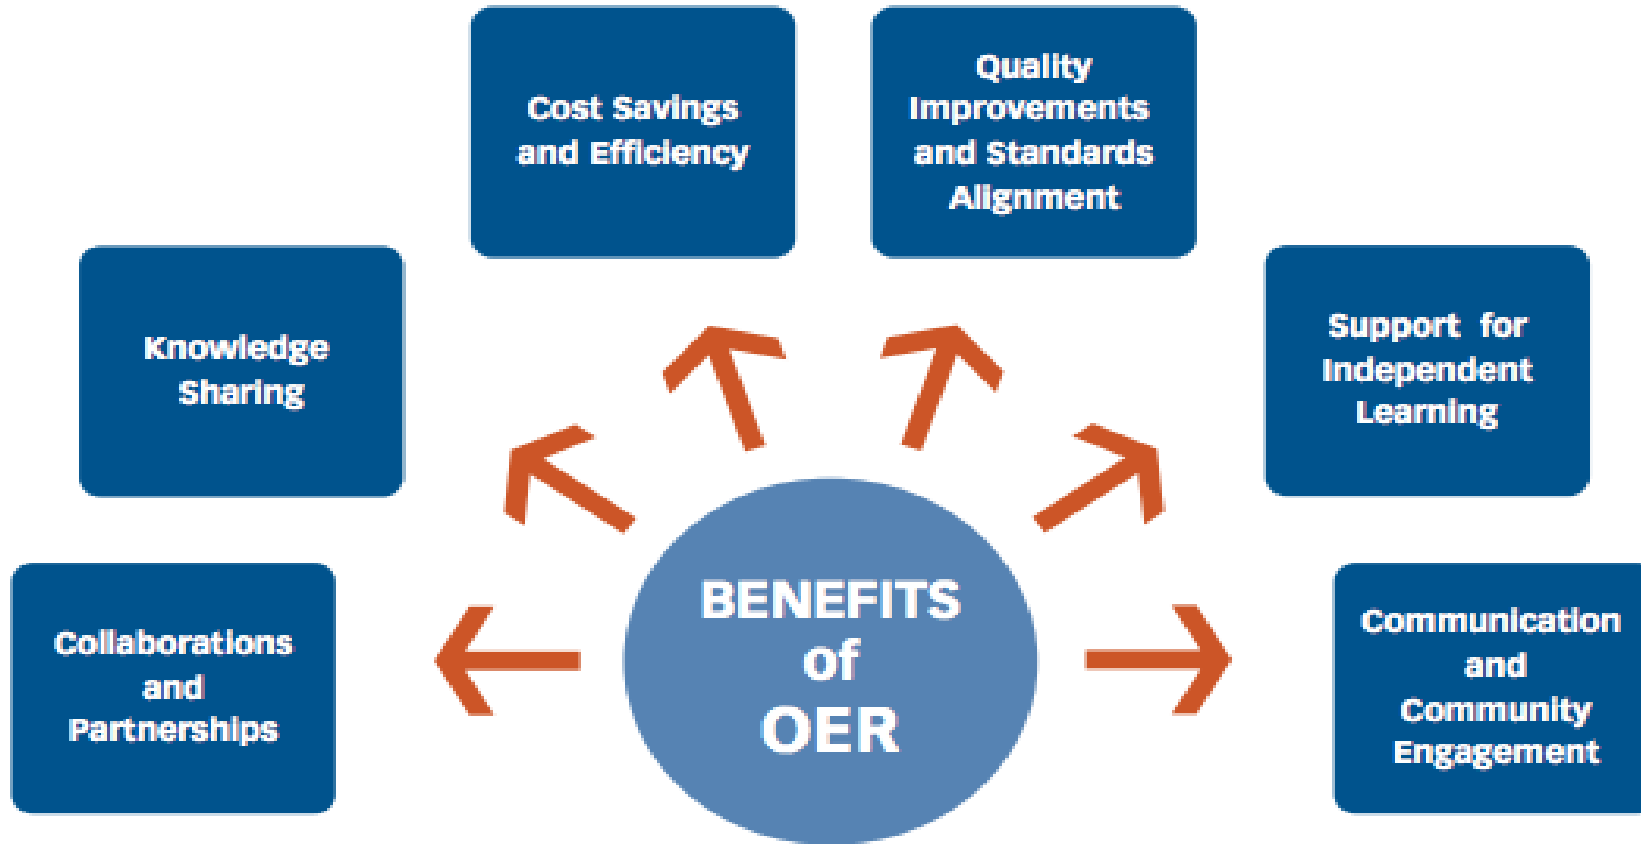 Cost Savings
and Efficiency
Quality
Improvements
and Standards
Alignment
Knowledge
Sharing
Support for
Independent
Learning
Collaborations
and
Partnerships
BENEFITS
of
OER
Communication
and
Community
Engagement